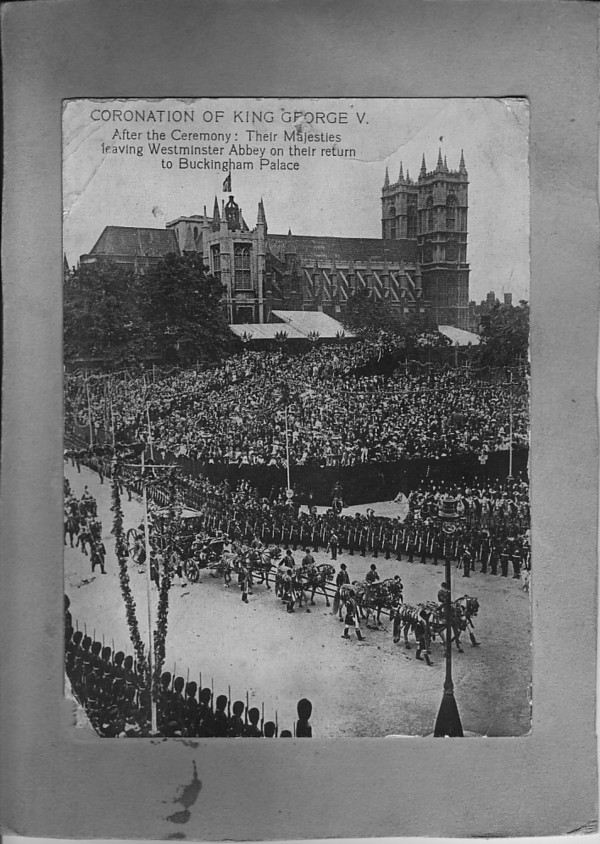 CORONATION OF KING GEORGE V.
After the Ceremony: Their Majesties
leaving Westminster Abbey on their return
to Buckingham Palace